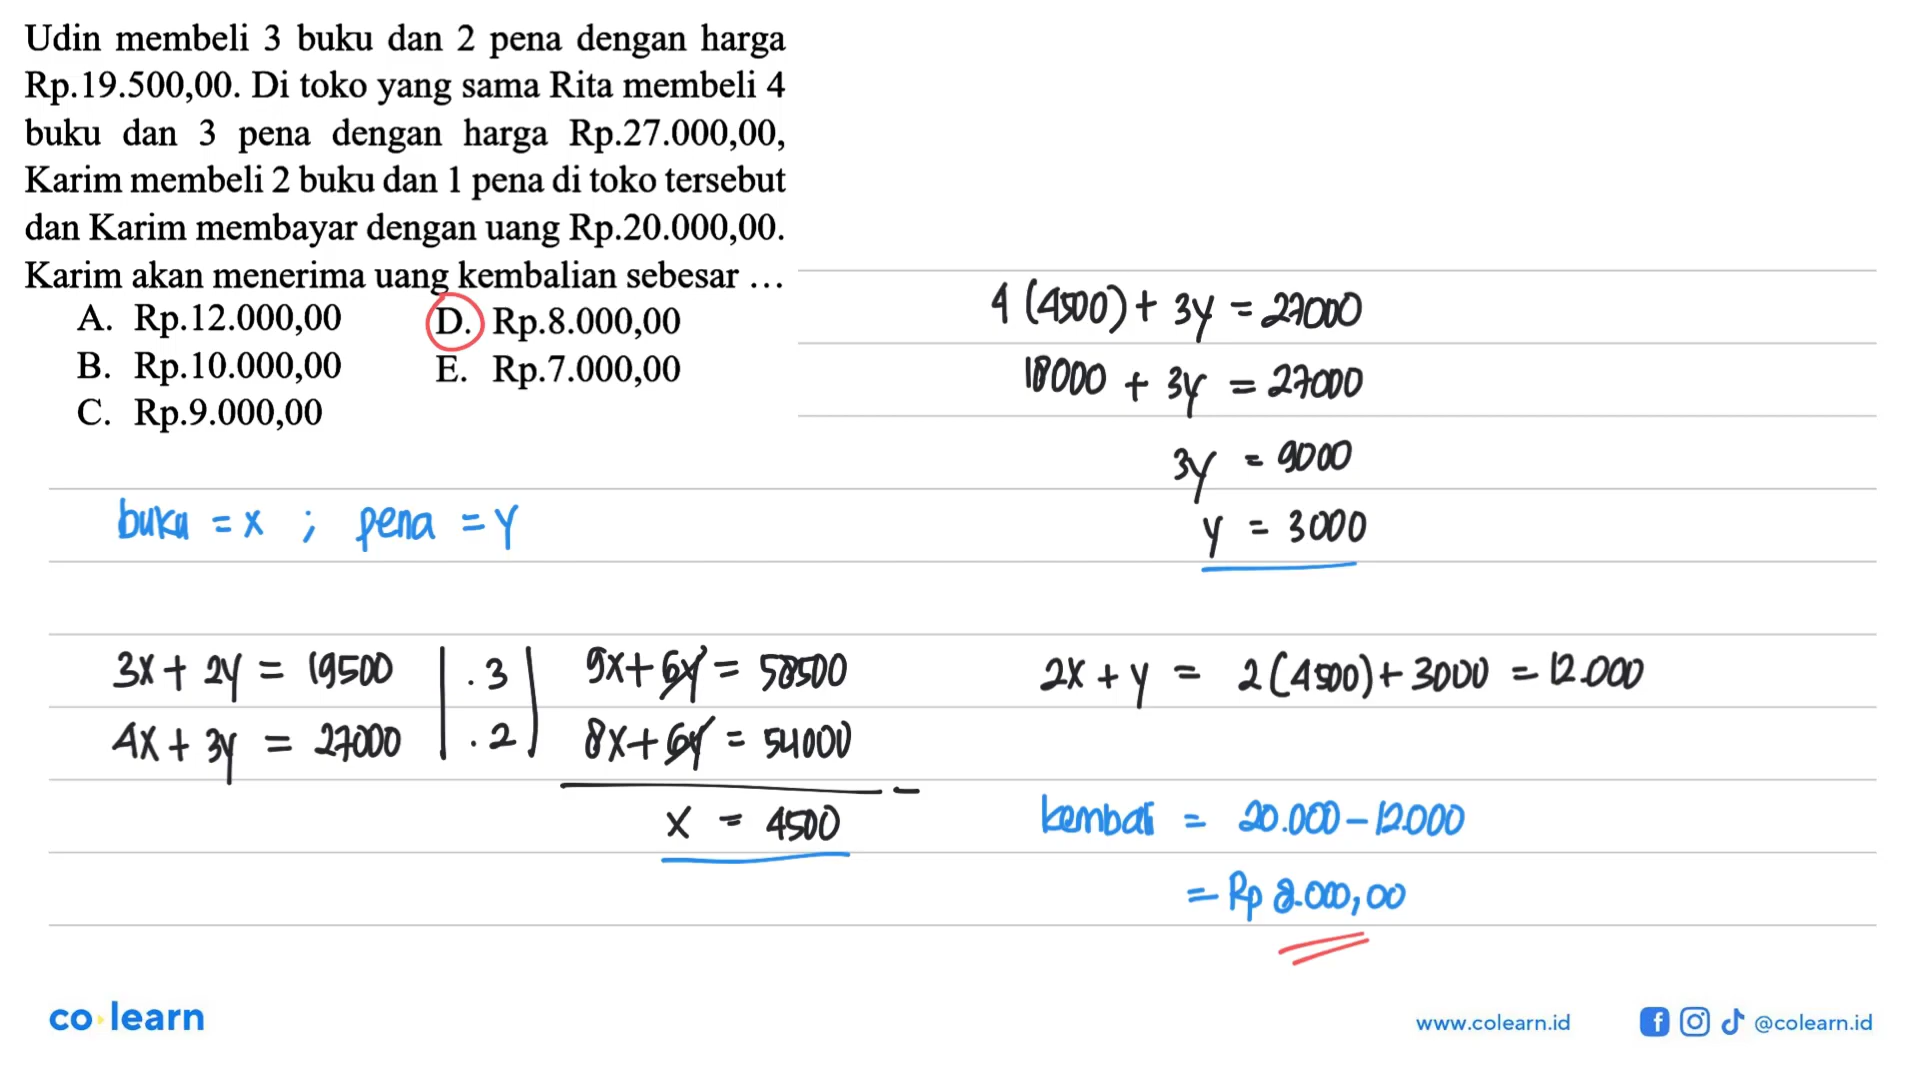 Udin membeli 3 buku dan 2 pena dengan harga
Rp.19.500,00. Di toko yang sama Rita membeli 4
buku dan 3 pena dengan harga Rp.27.000,00,
Karim membeli 2 buku dan 1 pena di toko tersebut
dan Karim membayar dengan uang Rp.20.000,00.
Karim akan menerima uang kembalian sebesar ...
A. Rp.12.000,00
B. Rp.10.000,00
C. Rp.9.000,00
D. Rp.8.000,00
E. Rp.7.000,00
buku = x ; pena = y
3x + 2y = 19500 | . 3 | 9x + 6y = 58500
4x + 3y = 27000 | . 2 | 8x + 6y = 54000
x = 4500
4 (4500) + 3y = 27000
18000 + 3y = 27000
3y = 9000
y = 3000
2x + y = 2(4500) + 3000 = 12.000
kembali = 20.000 - 12.000
= Rp 8.000,00
co learn
www.colearn.id
@colearn.id